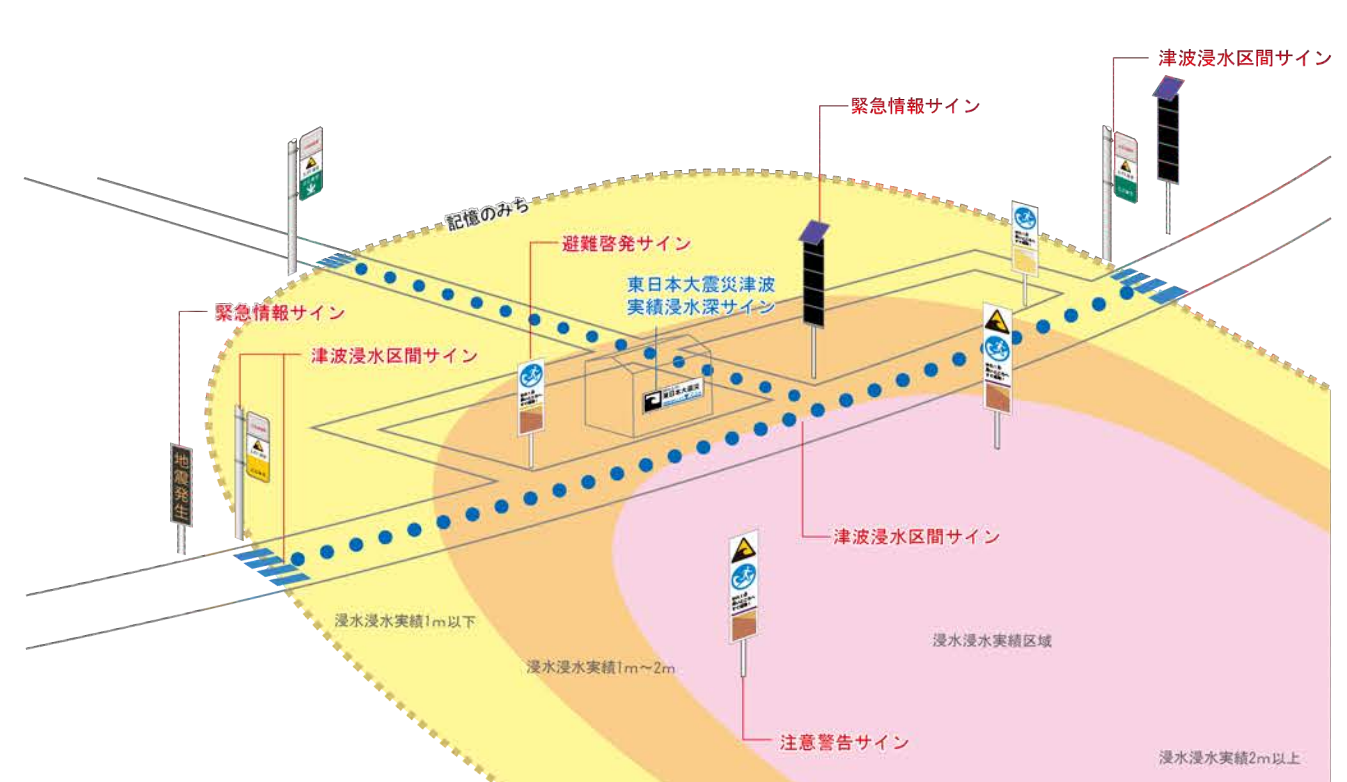 津波浸水区間サイン
緊急情報サイン
記憶のみち
避難啓発サイン
東日本大震災津波
実績浸水深サイン
緊急情報サイン
津波浸水区間サイン
東日本大震災
地震発生
津波浸水区間サイン
浸水浸水実績1m以下
浸水浸水実績区域
浸水浸水実績1m～2m
注意警告サイン
浸水浸水実績2m以上